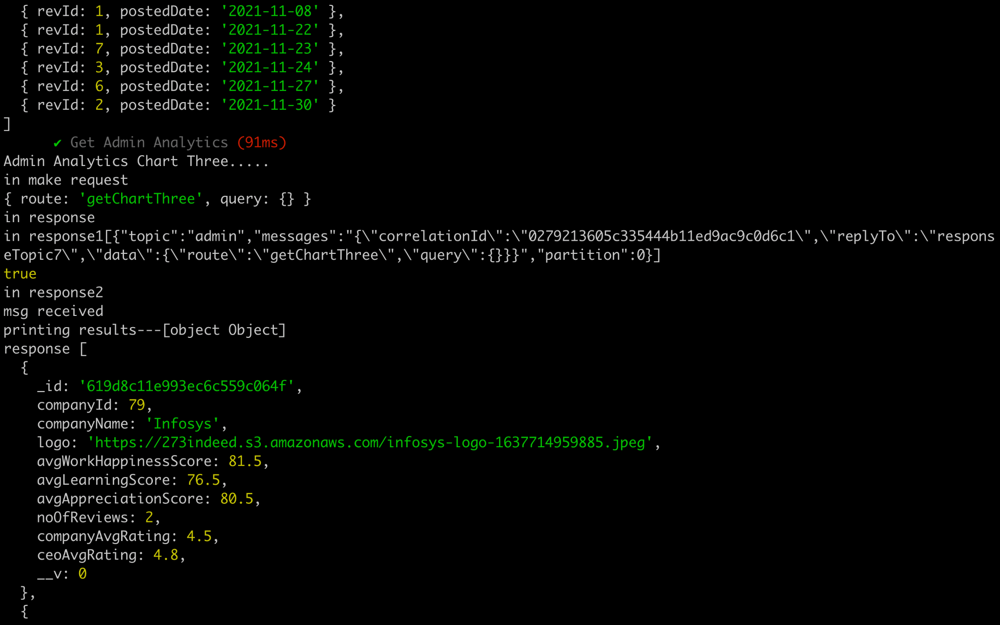 { revId: 1, postedDate: '2021-11-08' },
{ revId: 1, postedDate: '2021-11-22' },
{ revId: 7, postedDate: '2021-11-23' },
{ revId: 3, postedDate: '2021-11-24' },
{ revId: 6, postedDate: '2021-11-27' },
{ revId: 2, postedDate: '2021-11-30' }
]
✔ Get Admin Analytics (91ms)
Admin Analytics Chart Three.....
in make request
{ route: 'getChartThree', query: {} }
in response
in response1[{"topic":"admin","messages":"{\"correlationId\":\"0279213605c335444b11ed9ac9c0d6c1\",\"replyTo\":\"respons
eTopic7\",\"data\":{\"route\":\"getChartThree\",\"query\":{}}}","partition":0}]
true
in response2
msg received
printing results---[object Object]
response [
{
_id: '619d8c11e993ec6c559c064f',
companyId: 79,
companyName: 'Infosys',
logo: 'https://273indeed.s3.amazonaws.com/infosys-logo-1637714959885.jpeg',
avgWorkHappinessScore: 81.5,
avgLearningScore: 76.5,
avgAppreciationScore: 80.5,
noOfReviews: 2,
companyAvgRating: 4.5,
ceoAvgRating: 4.8,
__v: 0
},
{